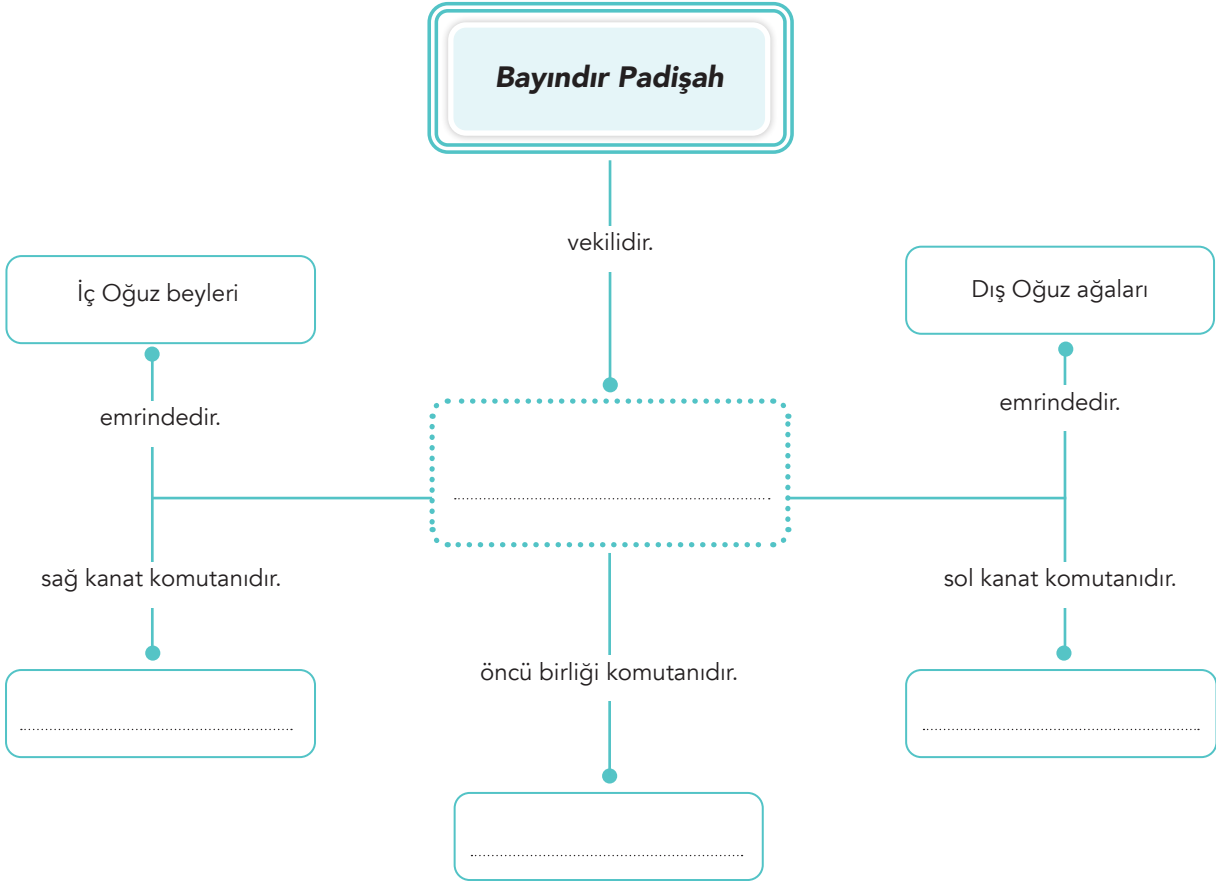 Bayındır Padişah
vekilidir.
İç Oğuz beyleri
Dış Oğuz ağaları
emrindedir.
emrindedir.
sağ kanat komutanıdır.
sol kanat komutanıdır.
öncü birliği komutanıdır.